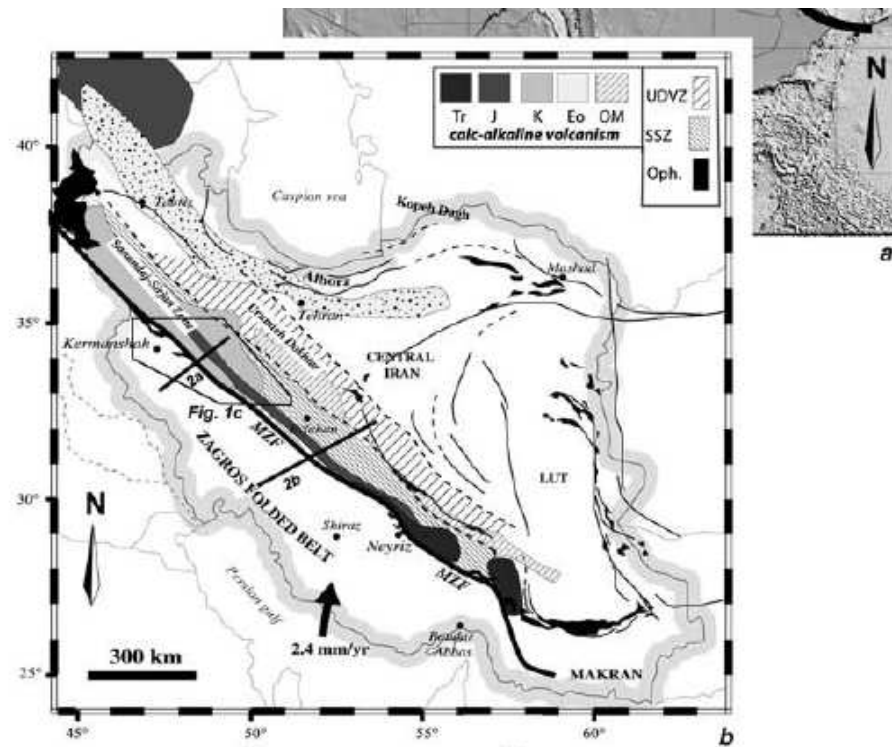 N
a
Tr J K Eo OM
calc-alkaline volcanism
UDVZ
SSZ
Oph.
40°
35°
30°
25°
Caspian sea
Kopeh Dagh
Tabriz
Alborz
Mashad
Tehran
Sanandaj-Sirjan Zone
Urumieh Dokhtar
Kermanshah
CENTRAL
IRAN
2a
Fig. 1c
MZF
Isfahan
2b
LUT
ZAGROS FOLDED BELT
N
Shiraz
Neyriz
MZF
Persian gulf
2.4 mm/yr
Bandar
Abbas
300 km
MAKRAN
45° 50° 55° 60°
b